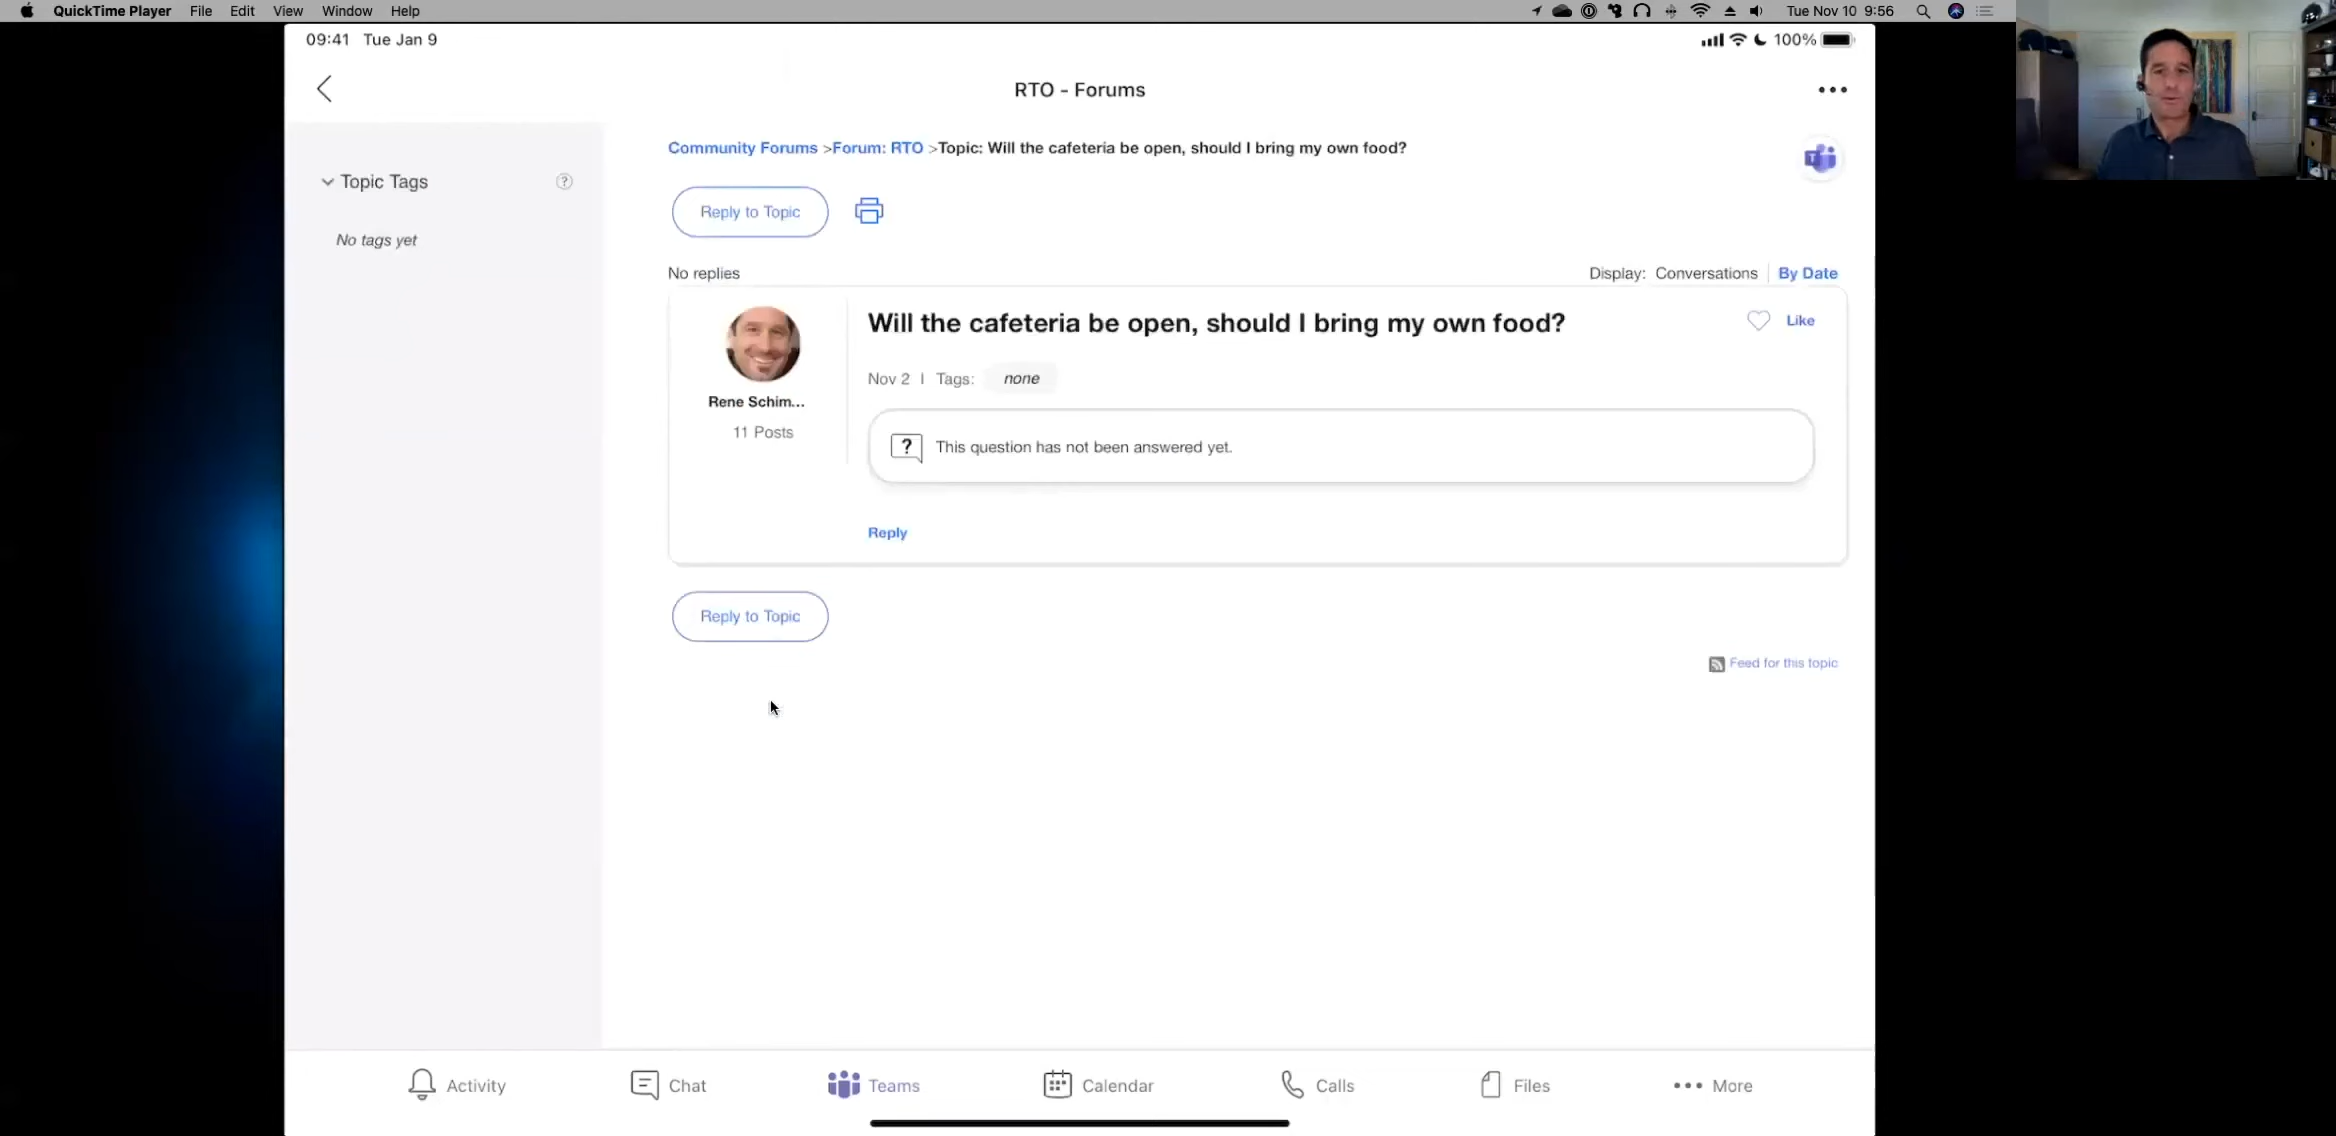 QuickTime Player File Edit View Window Help Tue Nov 10 9:56
09:41 Tue Jan 9 100%
RTO - Forums
Community Forums >Forum: RTO >Topic: Will the cafeteria be open, should I bring my own food?
Topic Tags ?
Reply to Topic
No tags yet
No replies Display: Conversations By Date
Will the cafeteria be open, should I bring my own food? Like
Nov 2 | Tags: none
Rene Schim...
11 Posts
? This question has not been answered yet.
Reply
Reply to Topic
Feed for this topic
Activity Chat Teams Calendar Calls Files More